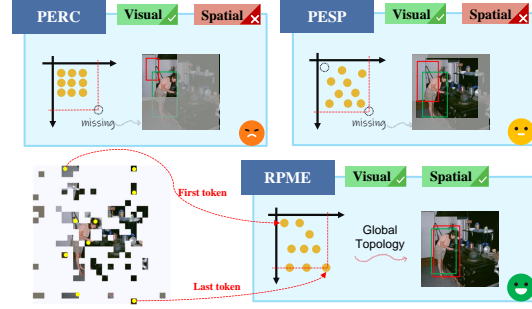 PERC
Visual
Spatial
missing
PESP
Visual
Spatial
missing
First token
Last token
RPME
Visual
Spatial
Global
Topology